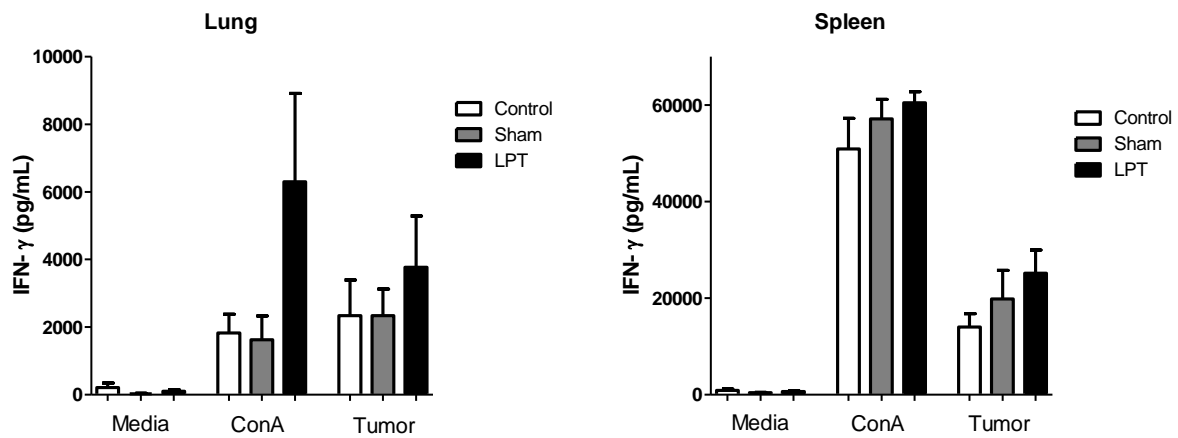 Lung
10000
8000
6000
4000
2000
0
IFN- γ (pg/mL)
Media
ConA
Tumor
Control
Sham
LPT
Spleen
60000
40000
20000
0
IFN- γ (pg/mL)
Media
ConA
Tumor
Control
Sham
LPT